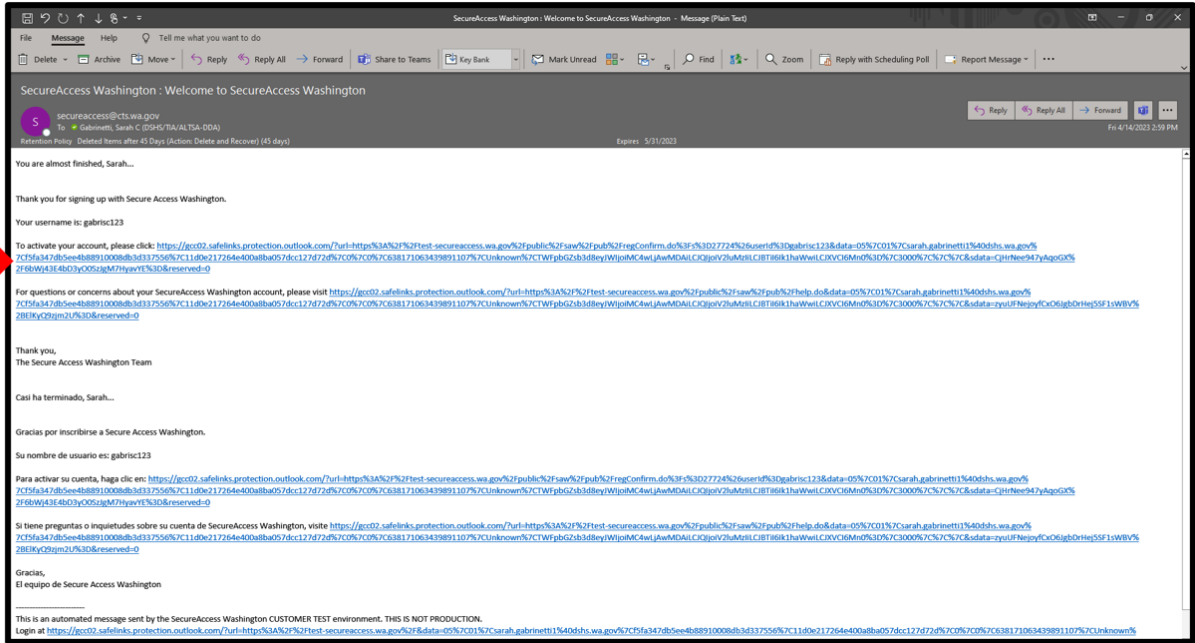 SecureAccess Washington : Welcome to SecureAccess Washington - Message (Plain Text)
File Message Help Tell me what you want to do
Delete Archive Move Reply Reply All Forward Share to Teams Key Bank Mark Unread Find Zoom Reply with Scheduling Poll Report Message
SecureAccess Washington : Welcome to SecureAccess Washington
S
secureaccess@cts.wa.gov
To Gabrinetti, Sarah C (DSHS/TIA/ALTSA-DDA)
Reply Reply All Forward
Fri 4/14/2023 2:59 PM
Retention Policy Deleted Items after 45 Days (Action: Delete and Recover) (45 days) Expires 5/31/2023
You are almost finished, Sarah...
Thank you for signing up with Secure Access Washington.
Your username is: gabrisc123
To activate your account, please click: https://gcc02.safelinks.protection.outlook.com/?url=https%3A%2F%2Ftest-secureaccess.wa.gov%2Fpublic%2Fsaw%2Fpub%2FregConfirm.do%3Fs%3D27724%26userId%3Dgabrisc123&data=05%7C01%7Csarah.gabrinetti1%40dshs.wa.gov%
For questions or concerns about your SecureAccess Washington account, please visit https://gcc02.safelinks.protection.outlook.com/?url=https%3A%2F%2Ftest-secureaccess.wa.gov%2Fpublic%2Fsaw%2Fpub%2Fhelp.do&data=05%7C01%7Csarah.gabrinetti1%40dshs.wa.gov%
Thank you,
The Secure Access Washington Team
Casi ha terminado, Sarah...
Gracias por inscribirse a Secure Access Washington.
Su nombre de usuario es: gabrisc123
Para activar su cuenta, haga clic en: https://gcc02.safelinks.protection.outlook.com/?url=https%3A%2F%2Ftest-secureaccess.wa.gov%2Fpublic%2Fsaw%2Fpub%2FregConfirm.do%3Fs%3D27724%26userId%3Dgabrisc123&data=05%7C01%7Csarah.gabrinetti1%40dshs.wa.gov%
Si tiene preguntas o inquietudes sobre su cuenta de SecureAccess Washington, visite https://gcc02.safelinks.protection.outlook.com/?url=https%3A%2F%2Ftest-secureaccess.wa.gov%2Fpublic%2Fsaw%2Fpub%2Fhelp.do&data=05%7C01%7Csarah.gabrinetti1%40dshs.wa.gov%
Gracias,
El equipo de Secure Access Washington
This is an automated message sent by the SecureAccess Washington CUSTOMER TEST environment. THIS IS NOT PRODUCTION.
Login at https://gcc02.safelinks.protection.outlook.com/?url=https%3A%2F%2Ftest-secureaccess.wa.gov%2F&data=05%7C01%7Csarah.gabrinetti1%40dshs.wa.gov%